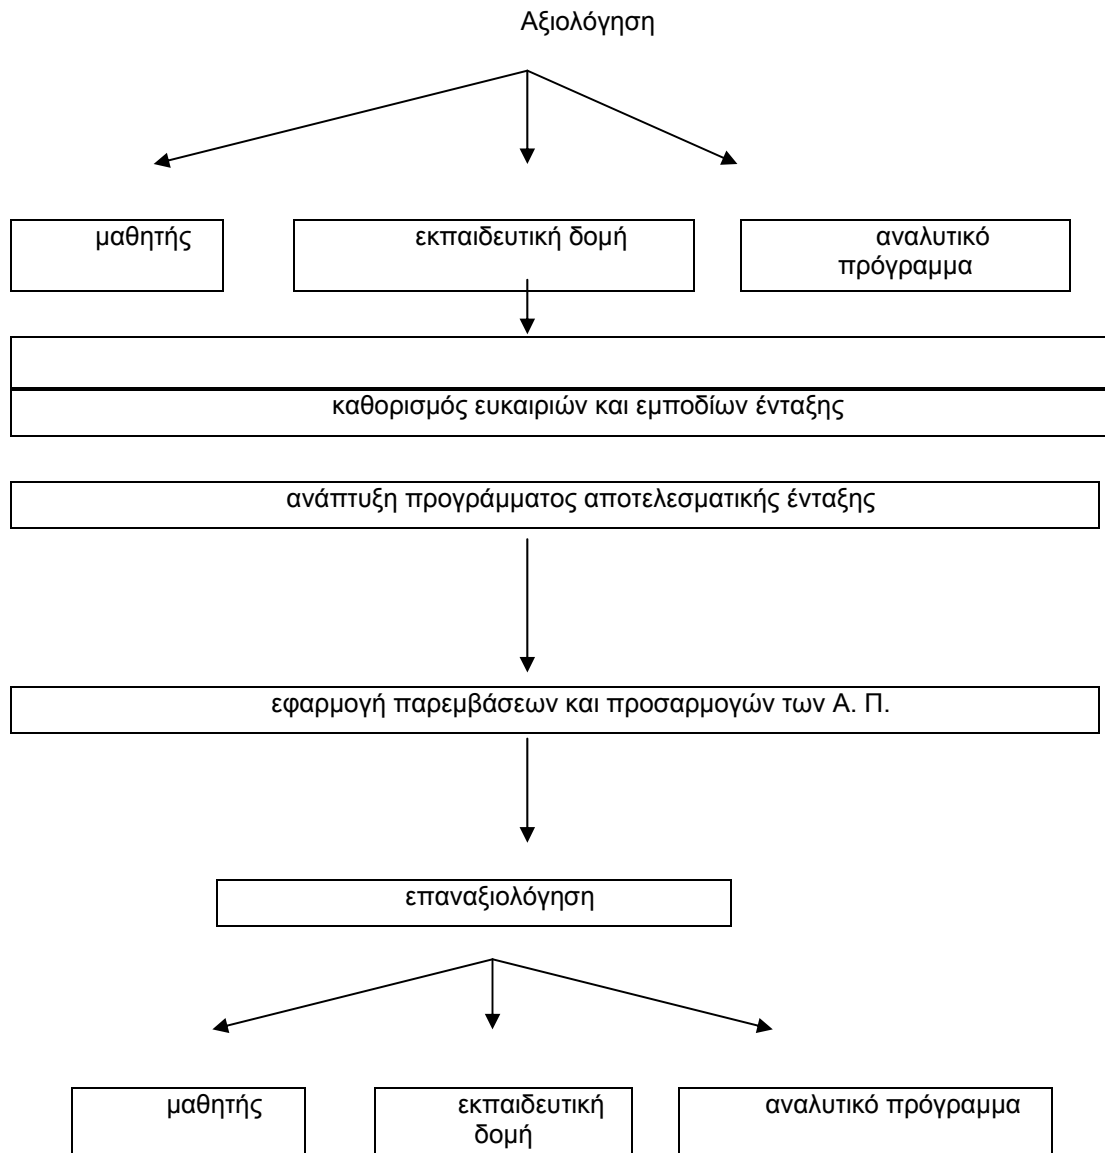 Αξιολόγηση
μαθητής
εκπαιδευτική δομή
αναλυτικό
πρόγραμμα
καθορισμός ευκαιριών και εμποδίων ένταξης
ανάπτυξη προγράμματος αποτελεσματικής ένταξης
εφαρμογή παρεμβάσεων και προσαρμογών των Α. Π.
επαναξιολόγηση
μαθητής
εκπαιδευτική
δομή
αναλυτικό πρόγραμμα